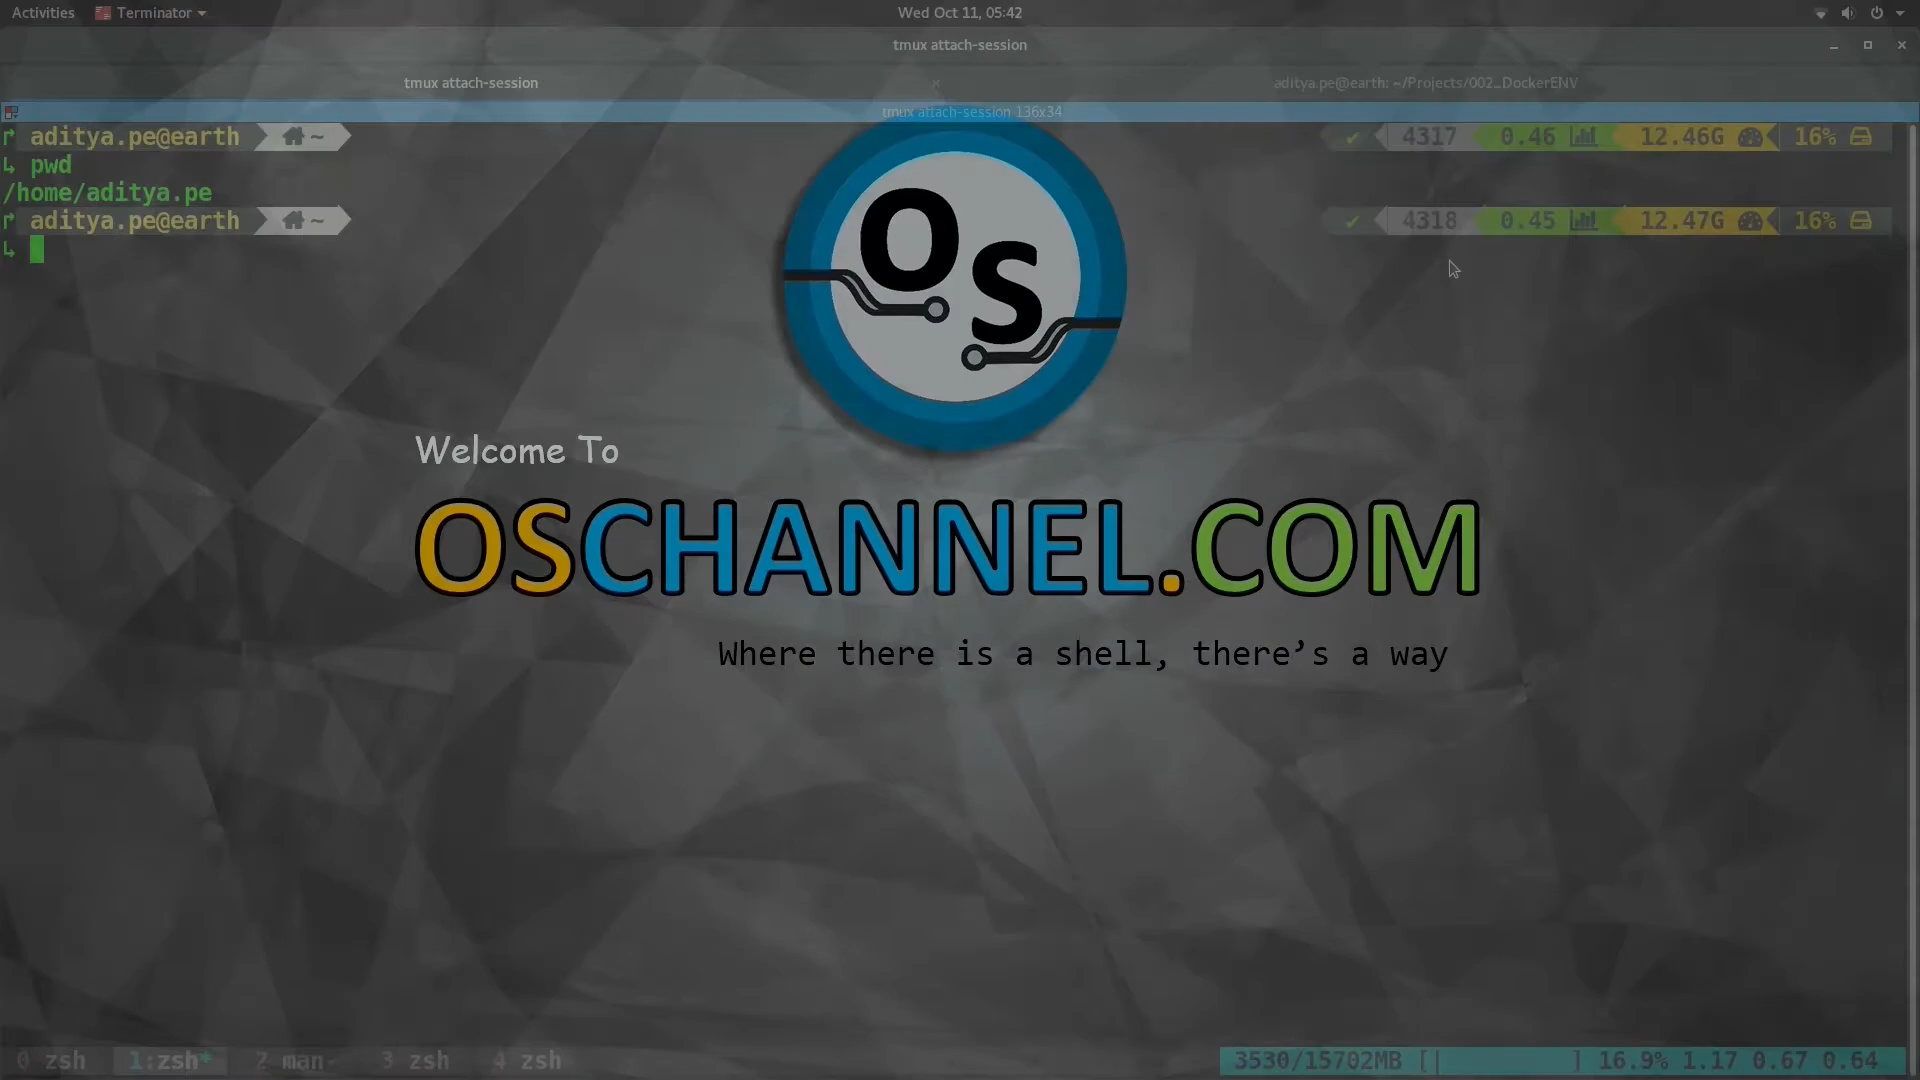 Activities Terminator Wed Oct 11, 05:42
tmux attach-session
tmux attach-session aditya.pe@earth: ~/Projects/002_DockerENV
tmux attach-session 136x34
aditya.pe@earth ~ ✔ 4317 0.46 12.46G 16%
pwd
/home/aditya.pe
aditya.pe@earth ~ ✔ 4318 0.45 12.47G 16%
OS
Welcome To
OSCHANNEL.COM
Where there is a shell, there’s a way
0 zsh 1:zsh* 2 man- 3 zsh 4 zsh 3530/15702MB [| ] 16.9% 1.17 0.67 0.64